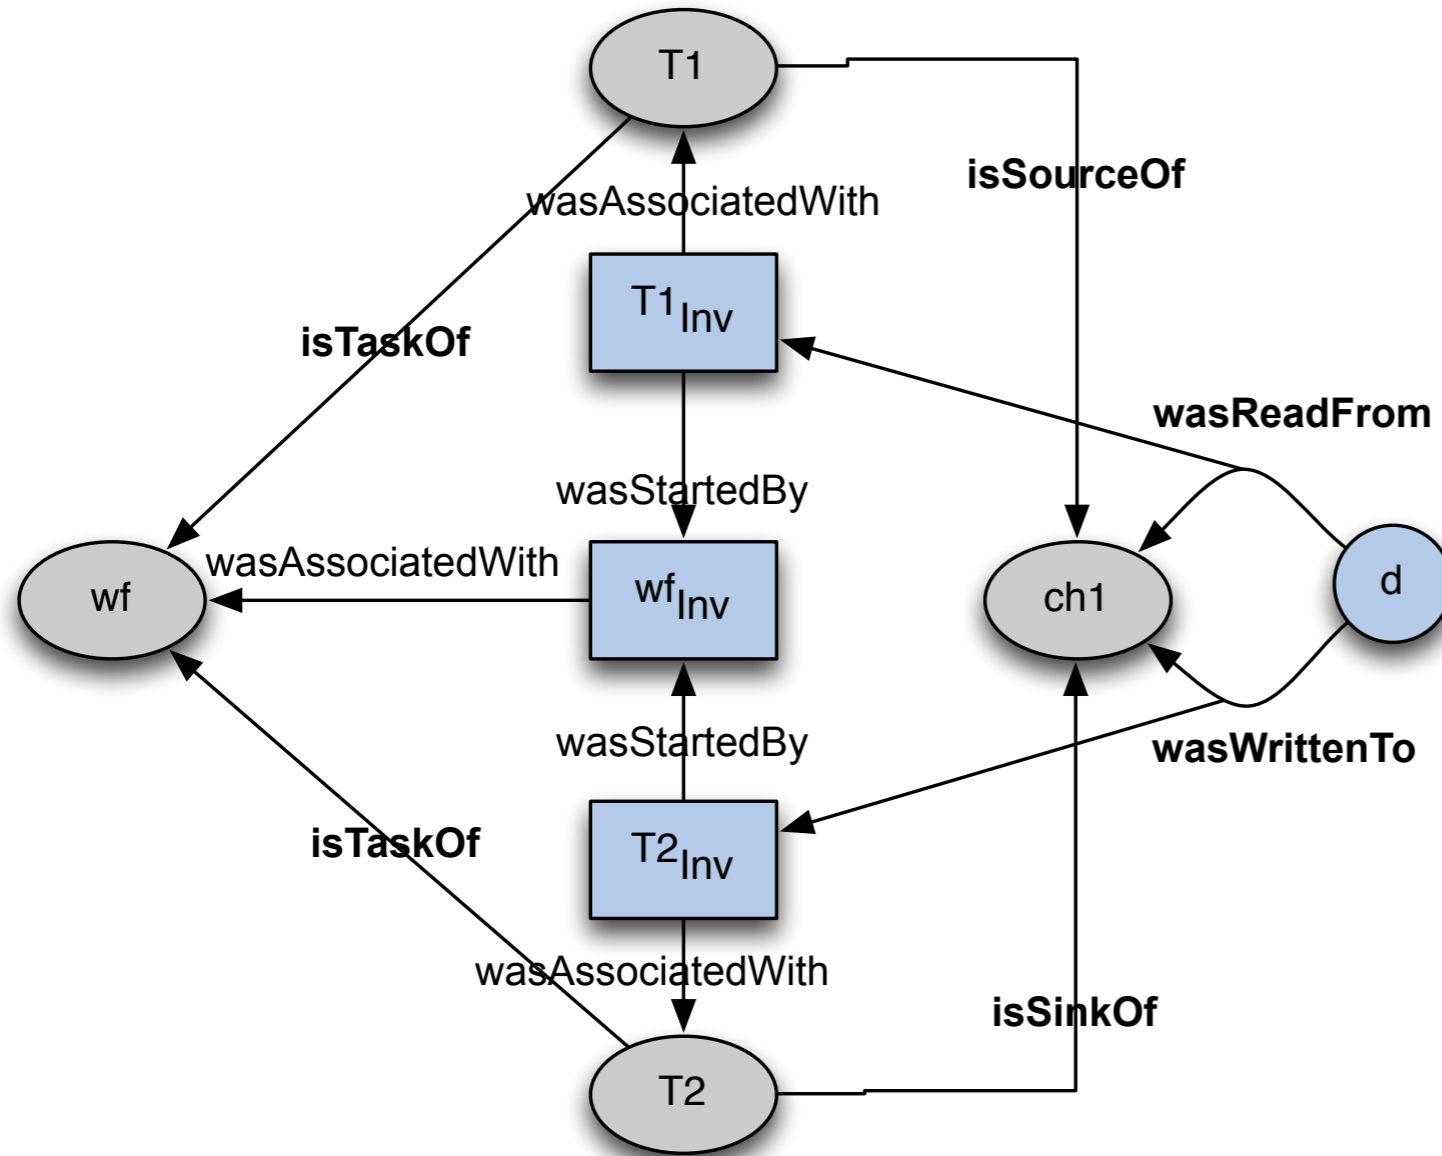 T1
isSourceOf
wasAssociatedWith
T1Inv
isTaskOf
wasReadFrom
wasStartedBy
wasAssociatedWith
wf
wfInv
ch1
d
wasStartedBy
wasWrittenTo
isTaskOf
T2Inv
wasAssociatedWith
isSinkOf
T2